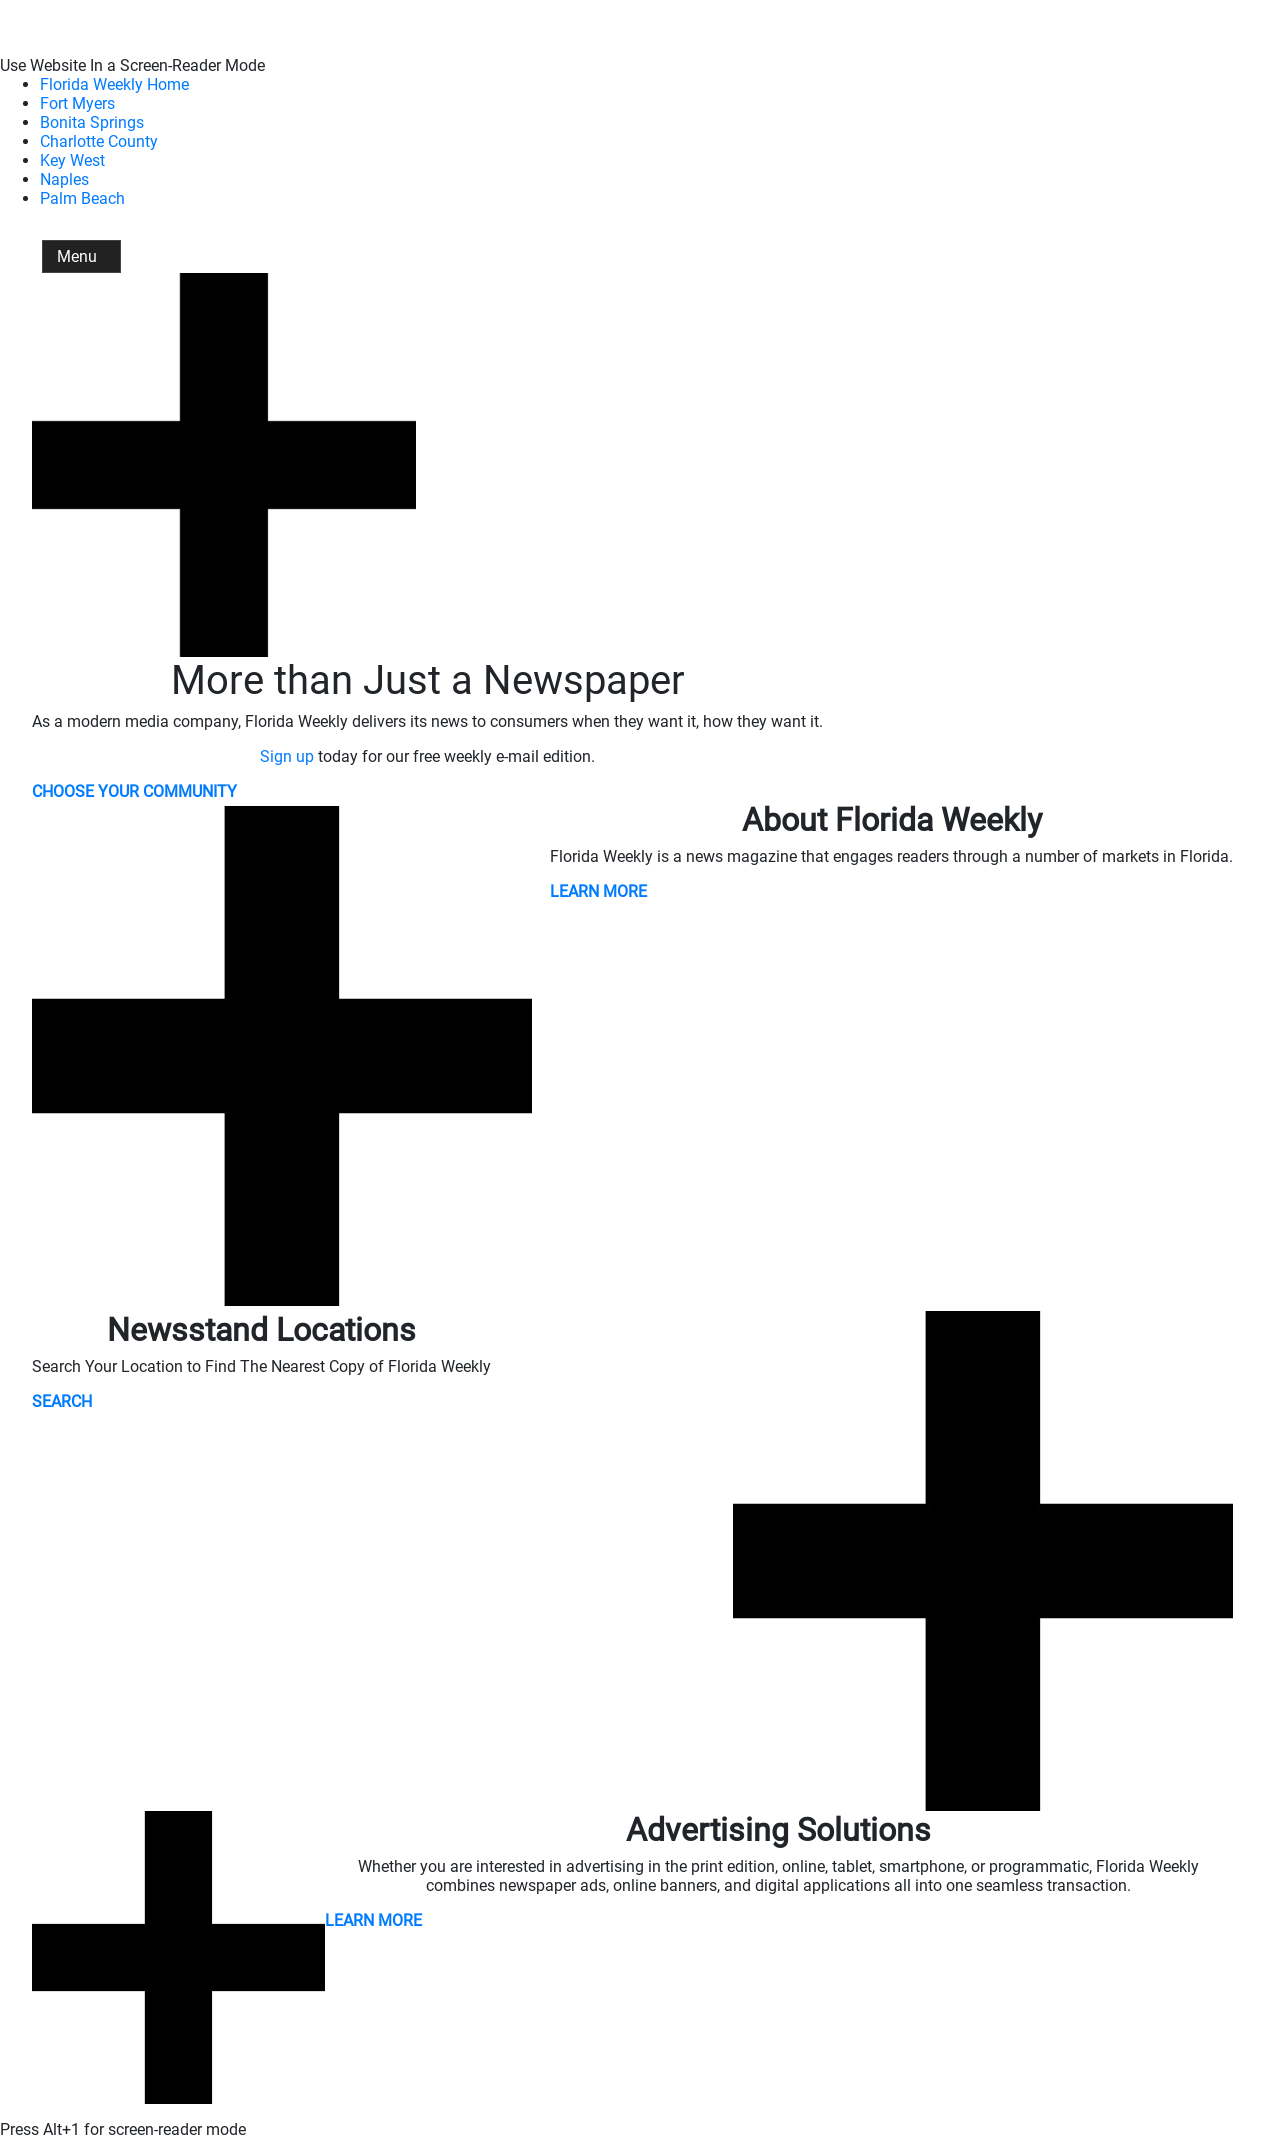 Use Website In a Screen-Reader Mode
Florida Weekly Home
Fort Myers
Bonita Springs
Charlotte County
Key West
Naples
Palm Beach
Menu
More than Just a Newspaper
As a modern media company, Florida Weekly delivers its news to consumers when they want it, how they want it.
Sign up today for our free weekly e-mail edition.
CHOOSE YOUR COMMUNITY
About Florida Weekly
Florida Weekly is a news magazine that engages readers through a number of markets in Florida.
LEARN MORE
Newsstand Locations
Search Your Location to Find The Nearest Copy of Florida Weekly
SEARCH
Advertising Solutions
Whether you are interested in advertising in the print edition, online, tablet, smartphone, or programmatic, Florida Weekly
combines newspaper ads, online banners, and digital applications all into one seamless transaction.
LEARN MORE
Press Alt+1 for screen-reader mode